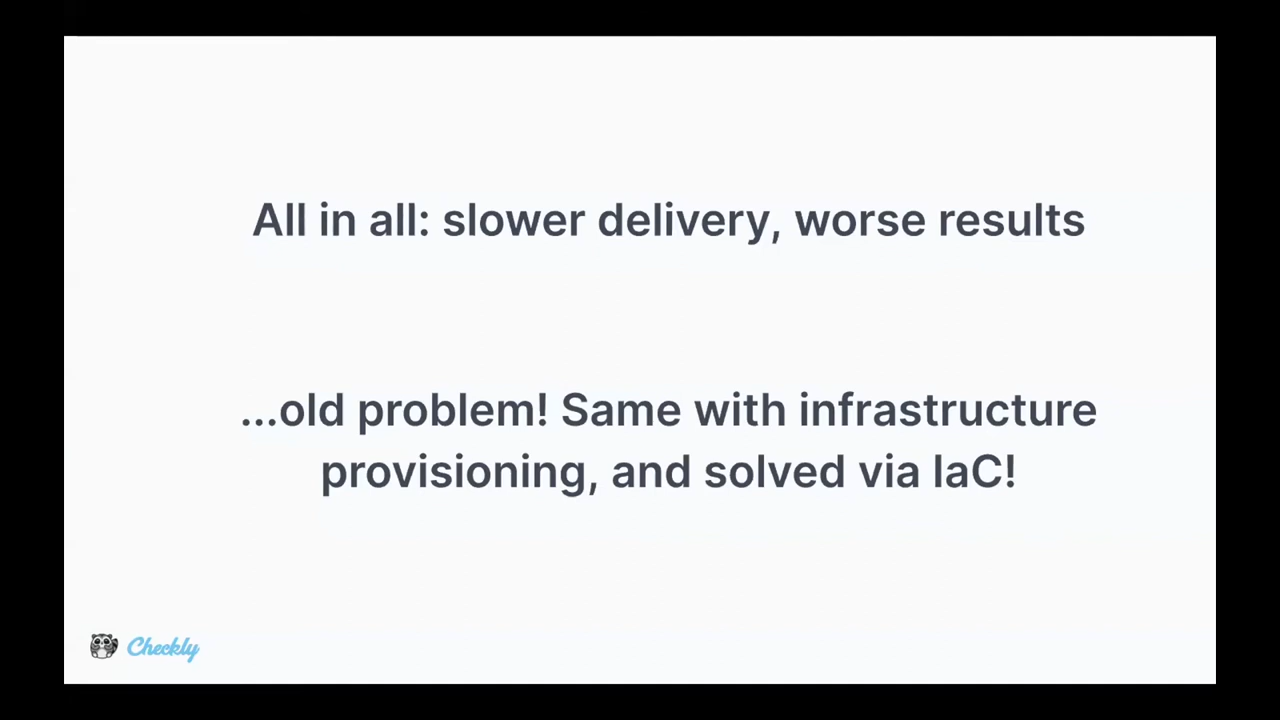 All in all: slower delivery, worse results
...old problem! Same with infrastructure
provisioning, and solved via IaC!
Checkly